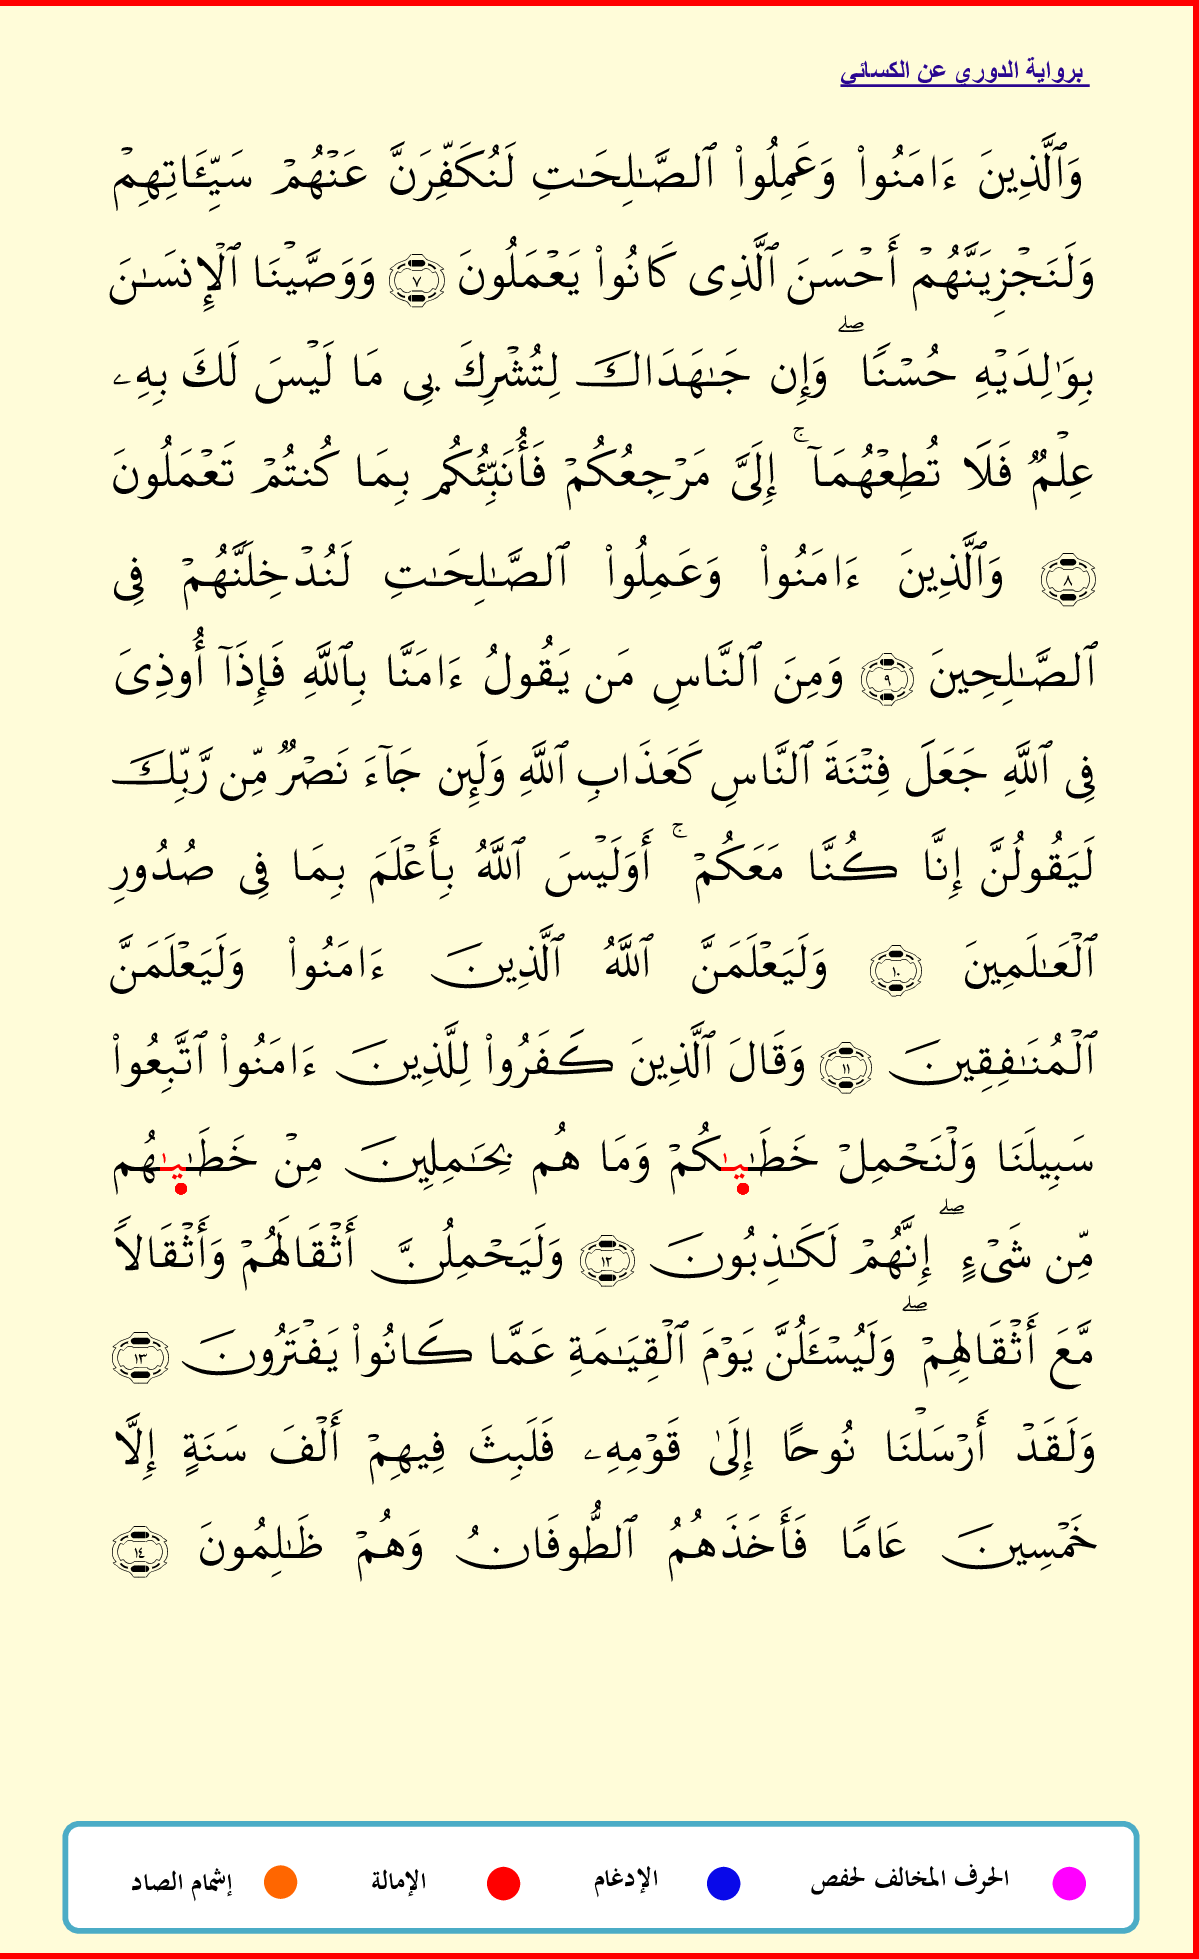 برواية الدوري عن الكسائي
وَٱلَّذِينَ ءَامَنُوا۟ وَعَمِلُوا۟ ٱلصَّـٰلِحَـٰتِ لَنُكَفِّرَنَّ عَنْهُمْ سَيِّـَٔاتِهِمْ
وَلَنَجْزِيَنَّهُمْ أَحْسَنَ ٱلَّذِى كَانُوا۟ يَعْمَلُونَ ٧ وَوَصَّيْنَا ٱلْإِنسَـٰنَ
بِوَٰلِدَيْهِ حُسْنًا ۖ وَإِن جَـٰهَدَاكَ لِتُشْرِكَ بِى مَا لَيْسَ لَكَ بِهِۦ
عِلْمٌ فَلَا تُطِعْهُمَآ ۚ إِلَىَّ مَرْجِعُكُمْ فَأُنَبِّئُكُم بِمَا كُنتُمْ تَعْمَلُونَ
٨ وَٱلَّذِينَ ءَامَنُوا۟ وَعَمِلُوا۟ ٱلصَّـٰلِحَـٰتِ لَنُدْخِلَنَّهُمْ فِى
ٱلصَّـٰلِحِينَ ٩ وَمِنَ ٱلنَّاسِ مَن يَقُولُ ءَامَنَّا بِٱللَّهِ فَإِذَآ أُوذِىَ
فِى ٱللَّهِ جَعَلَ فِتْنَةَ ٱلنَّاسِ كَعَذَابِ ٱللَّهِ وَلَئِن جَآءَ نَصْرٌ مِّن رَّبِّكَ
لَيَقُولُنَّ إِنَّا كُنَّا مَعَكُمْ ۚ أَوَلَيْسَ ٱللَّهُ بِأَعْلَمَ بِمَا فِى صُدُورِ
ٱلْعَـٰلَمِينَ ١٠ وَلَيَعْلَمَنَّ ٱللَّهُ ٱلَّذِينَ ءَامَنُوا۟ وَلَيَعْلَمَنَّ
ٱلْمُنَـٰفِقِينَ ١١ وَقَالَ ٱلَّذِينَ كَفَرُوا۟ لِلَّذِينَ ءَامَنُوا۟ ٱتَّبِعُوا۟
سَبِيلَنَا وَلْنَحْمِلْ خَطَـٰيَـٰكُمْ وَمَا هُم بِحَـٰمِلِينَ مِنْ خَطَـٰيَـٰهُم
مِّن شَىْءٍ ۖ إِنَّهُمْ لَكَـٰذِبُونَ ١٢ وَلَيَحْمِلُنَّ أَثْقَالَهُمْ وَأَثْقَالًا
مَّعَ أَثْقَالِهِمْ ۖ وَلَيُسْـَٔلُنَّ يَوْمَ ٱلْقِيَـٰمَةِ عَمَّا كَانُوا۟ يَفْتَرُونَ ١٣
وَلَقَدْ أَرْسَلْنَا نُوحًا إِلَىٰ قَوْمِهِۦ فَلَبِثَ فِيهِمْ أَلْفَ سَنَةٍ إِلَّا
خَمْسِينَ عَامًا فَأَخَذَهُمُ ٱلطُّوفَانُ وَهُمْ ظَـٰلِمُونَ ١٤
الحرف المخالف لحفص الإدغام الإمالة إشمام الصاد